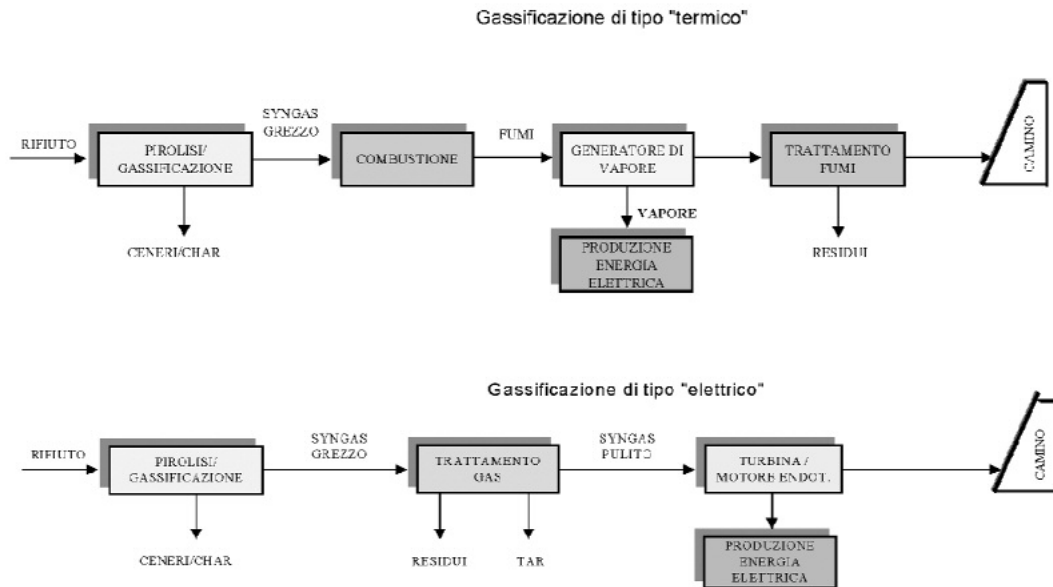 Gassificazione di tipo "termico"
RIFIUTO
PIROLISI/
GASSIFICAZIONE
SYNGAS
GREZZO
COMBUSTIONE
FUMI
GENERATORE DI
VAPORE
TRATTAMENTO
FUMI
CAMINO
CENERI/CHAR
VAPORE
PRODUZIONE
ENERGIA
ELETTRICA
RESIDUI
Gassificazione di tipo "elettrico"
RIFIUTO
PIROLISI/
GASSIFICAZIONE
SYNGAS
GREZZO
TRATTAMENTO
GAS
SYNGAS
PULITO
TURBINA /
MOTORE ENDOT.
CAMINO
CENERI/CHAR
RESIDUI
TAR
PRODUZIONE
ENERGIA
ELETTRICA